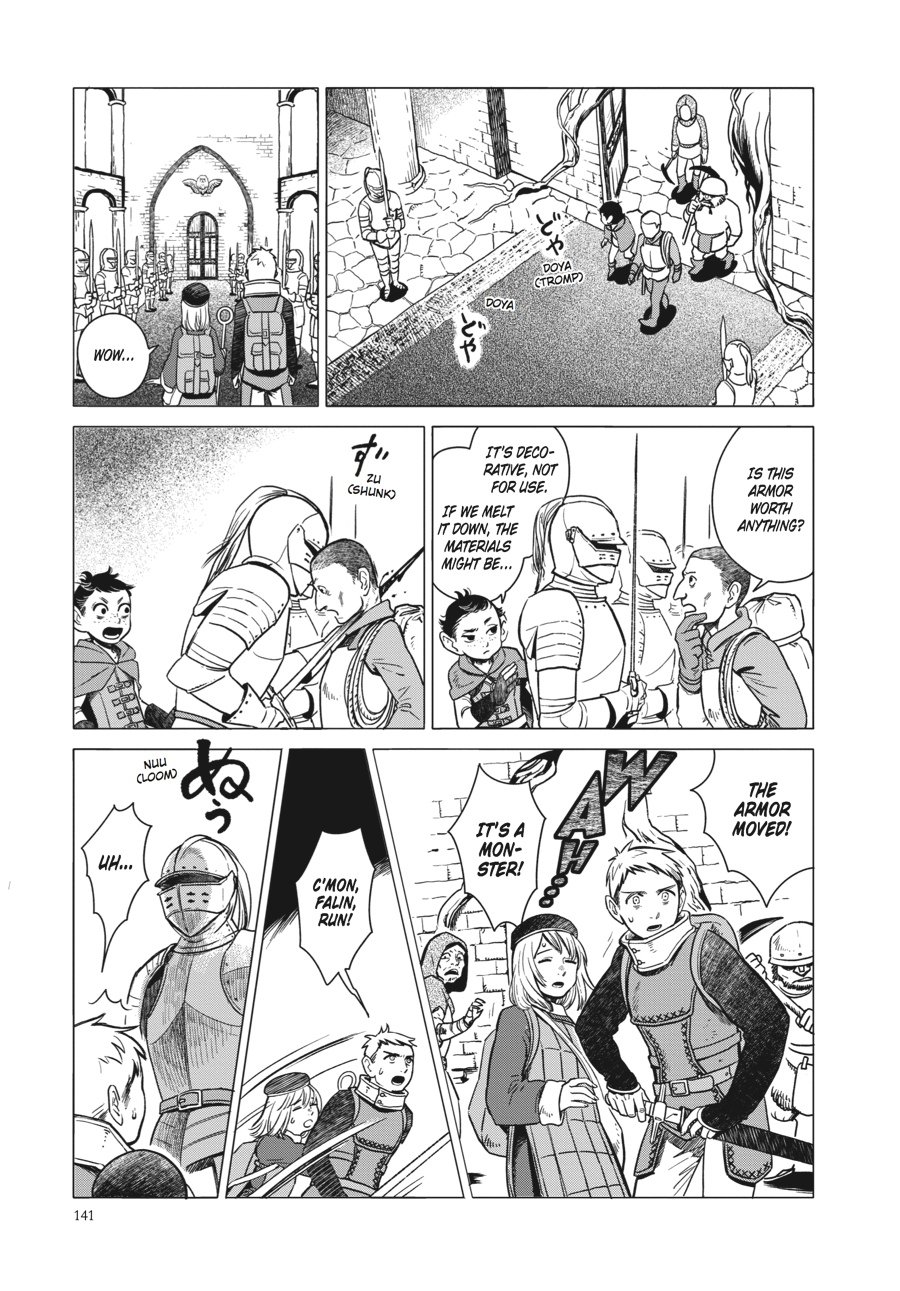 どや
DOYA
(TROMP)
DOYA
どや
WOW...
IS THIS
ARMOR
WORTH
ANYTHING?
IT'S DECO-
RATIVE, NOT
FOR USE.
IF WE MELT
IT DOWN, THE
MATERIALS
MIGHT BE...
ず
ZU
(SHUNK)
THE
ARMOR
MOVED!
WAH...
IT'S A
MON-
STER!
C'MON,
FALIN,
RUN!
ぬぅ
NUU
(LOOM)
UH...
141